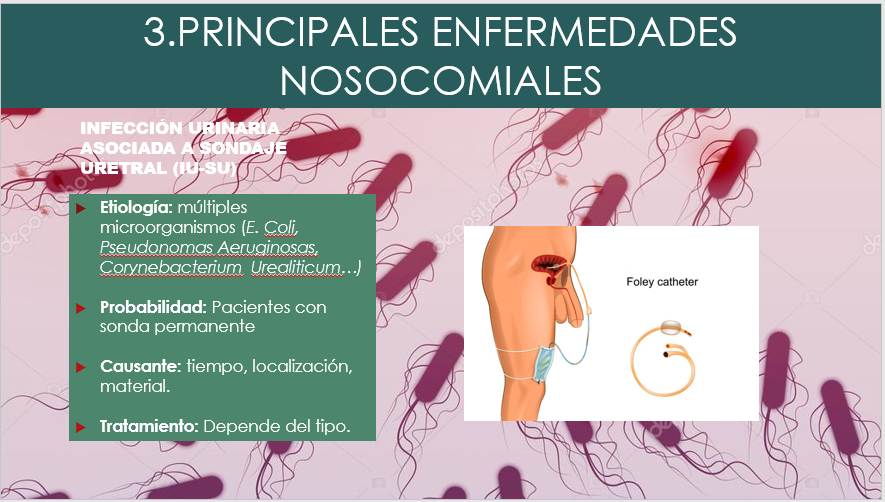 3.PRINCIPALES ENFERMEDADES
NOSOCOMIALES
INFECCIÓN URINARIA
ASOCIADA A SONDAJE
URETRAL (IU-SU)
Etiología: múltiples
microorganismos (E. Coli,
Pseudonomas Aeruginosas,
Corynebacterium Urealiticum…)
Probabilidad: Pacientes con
sonda permanente
Causante: tiempo, localización,
material.
Tratamiento: Depende del tipo.
Foley catheter